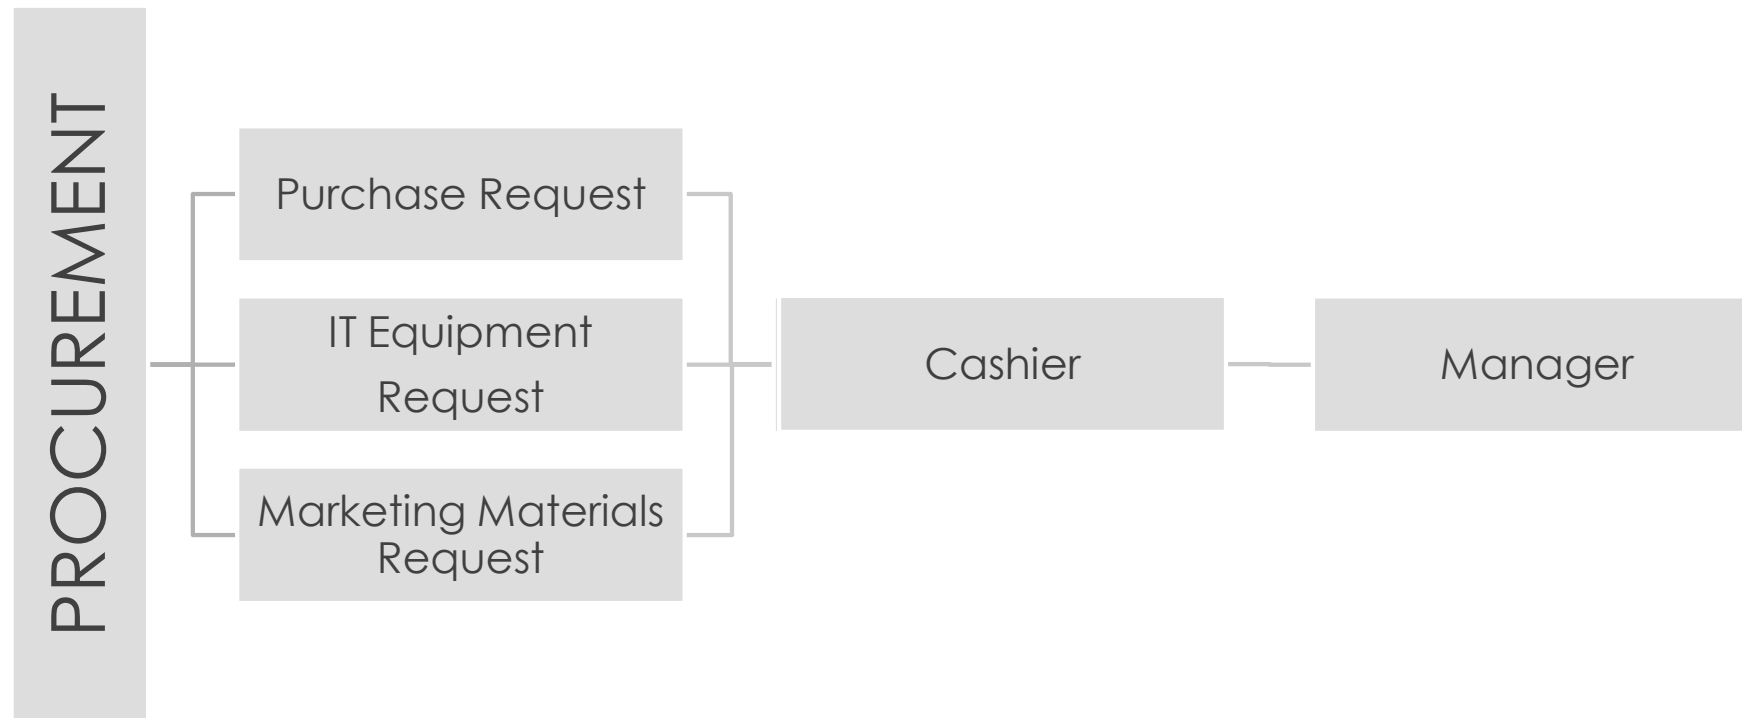 PROCUREMENT
Purchase Request
IT Equipment
Request
Marketing Materials
Request
Cashier
Manager